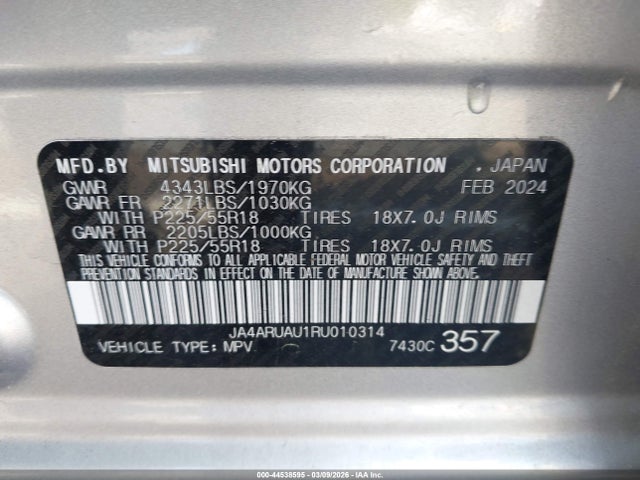 MFD.BY MITSUBISHI MOTORS CORPORATION .JAPAN
GVWR 4343LBS/1970KG FEB 2024
GAWR FR 2271LBS/1030KG
WITH P225/55R18 TIRES 18X7.0J RIMS
GAWR RR 2205LBS/1000KG
WITH P225/55R18 TIRES 18X7.0J RIMS
THIS VEHICLE CONFORMS TO ALL APPLICABLE FEDERAL MOTOR VEHICLE SAFETY AND THEFT
PREVENTION STANDARDS IN EFFECT ON THE DATE OF MANUFACTURE SHOWN ABOVE.
JA4ARUAU1RU010314
VEHICLE TYPE: MPV 7430C 357
000-44538595 - 03/09/2026 - IAA Inc.